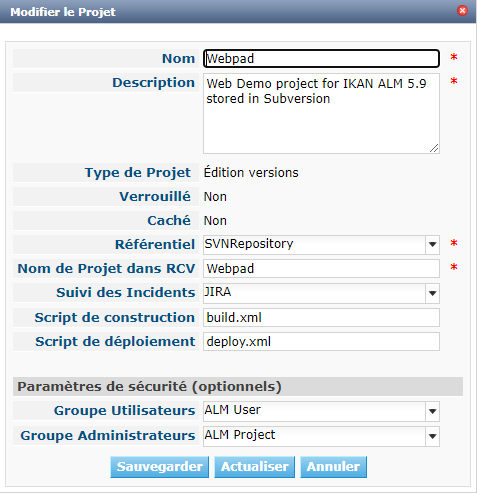 Modifier le Projet
Nom Webpad *
Description Web Demo project for IKAN ALM 5.9 *
stored in Subversion
Type de Projet Édition versions
Verrouillé Non
Caché Non
Référentiel SVNRepository *
Nom de Projet dans RCV Webpad *
Suivi des Incidents JIRA
Script de construction build.xml
Script de déploiement deploy.xml
Paramètres de sécurité (optionnels)
Groupe Utilisateurs ALM User
Groupe Administrateurs ALM Project
Sauvegarder Actualiser Annuler